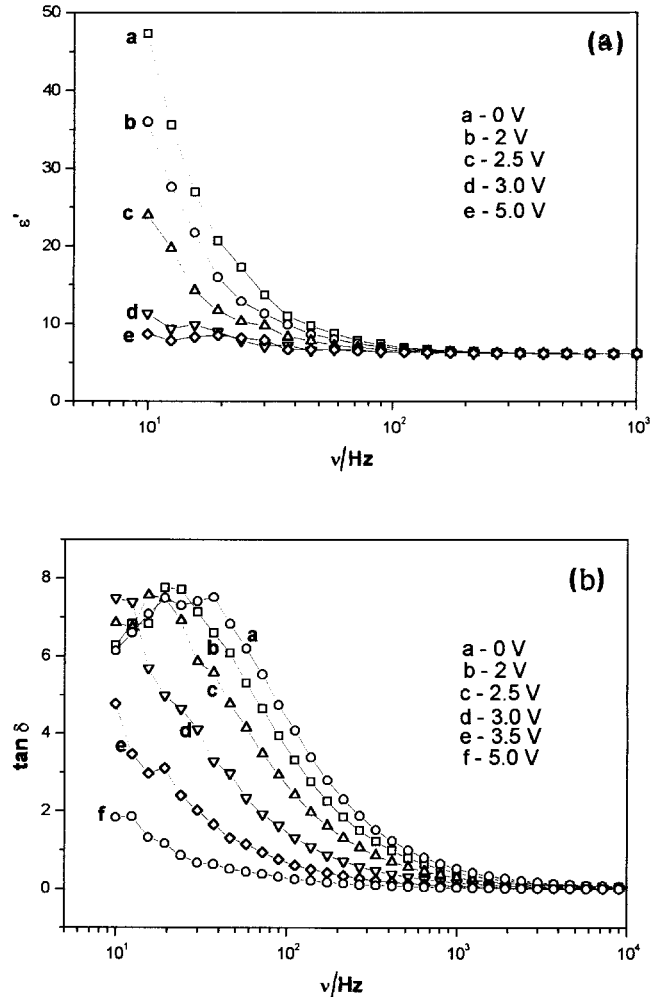 (a)
50
40
30
20
10
0
ε'
a
b
c
d
e
a - 0 V
b - 2 V
c - 2.5 V
d - 3.0 V
e - 5.0 V
10¹
10²
10³
ν/Hz
(b)
8
6
4
2
0
tan δ
a
b
c
d
e
f
a - 0 V
b - 2 V
c - 2.5 V
d - 3.0 V
e - 3.5 V
f - 5.0 V
10¹
10²
10³
10⁴
ν/Hz